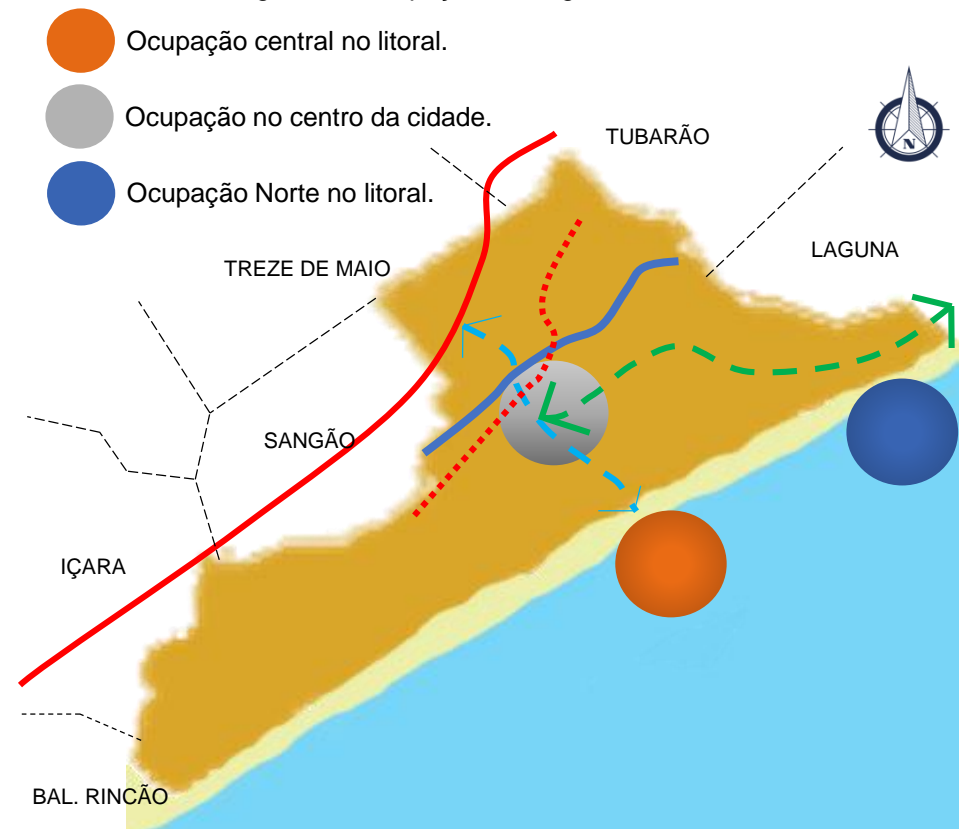 Ocupação central no litoral.
Ocupação no centro da cidade.
Ocupação Norte no litoral.
TUBARÃO
N
LAGUNA
TREZE DE MAIO
SANGÃO
IÇARA
BAL. RINCÃO